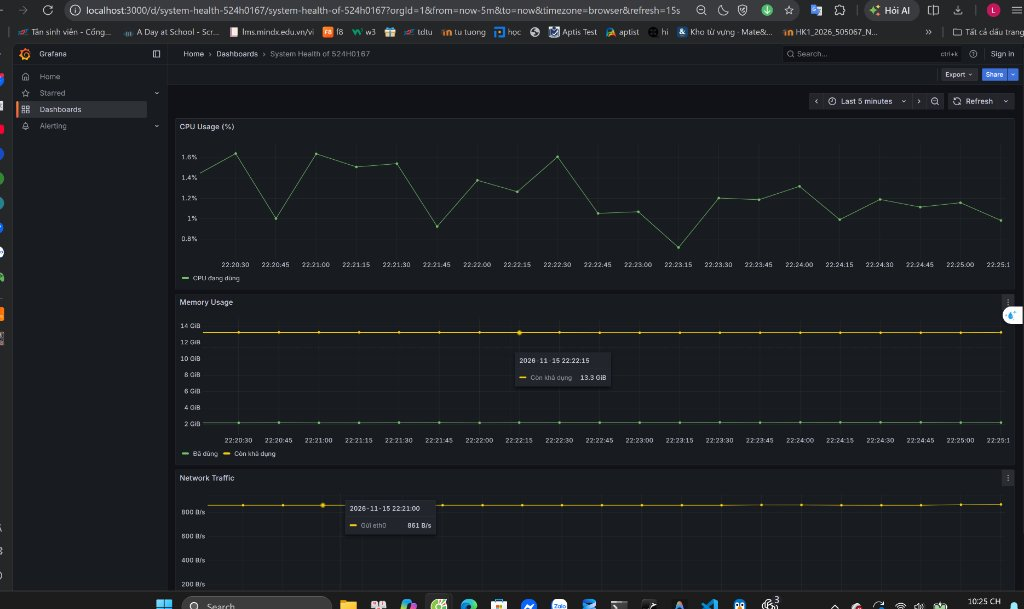 localhost:3000/d/system-health-524h0167/system-health-of-524h0167?orgId=1&from=now-5m&to=now&timezone=browser&refresh=15s
Hỏi AI
L
Tân sinh viên - Cổng...
A Day at School - Scr...
lms.mindx.edu.vn/vi
f8
w3
tdtu
tu tuong
học
Aptis Test
aptist
hi
Kho từ vựng - Mate&...
HK1_2026_505067_N...
»
Tất cả dấu trang
Grafana
Home > Dashboards > System Health of 524H0167
Search...
ctrl+k
Sign in
Home
Starred
Dashboards
Alerting
Export
Share
Last 5 minutes
Refresh
CPU Usage (%)
1.6%
1.4%
1.2%
1%
0.8%
22:20:30 22:20:45 22:21:00 22:21:15 22:21:30 22:21:45 22:22:00 22:22:15 22:22:30 22:22:45 22:23:00 22:23:15 22:23:30 22:23:45 22:24:00 22:24:15 22:24:30 22:24:45 22:25:00 22:25:1
CPU đang dùng
Memory Usage
14 GiB
12 GiB
10 GiB
8 GiB
6 GiB
4 GiB
2 GiB
2026-11-15 22:22:15
Còn khả dụng 13.3 GiB
22:20:30 22:20:45 22:21:00 22:21:15 22:21:30 22:21:45 22:22:00 22:22:15 22:22:30 22:22:45 22:23:00 22:23:15 22:23:30 22:23:45 22:24:00 22:24:15 22:24:30 22:24:45 22:25:00 22:25:1
Đã dùng Còn khả dụng
Network Traffic
800 B/s
600 B/s
400 B/s
200 B/s
2026-11-15 22:21:00
Gửi eth0 861 B/s
Search
Zalo
3
10:25 CH